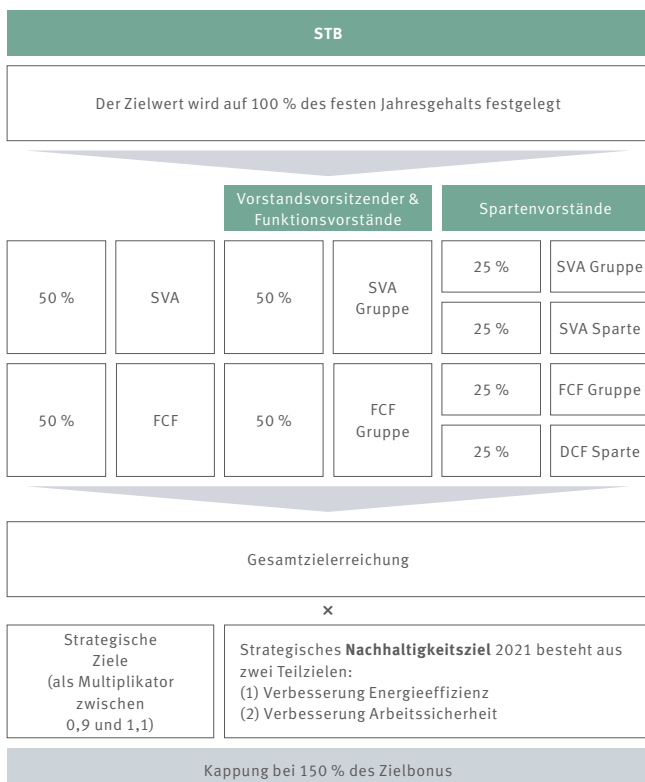 STB
Der Zielwert wird auf 100 % des festen Jahresgehalts festgelegt
Vorstandsvorsitzender &
Funktionsvorstände
Spartenvorstände
50 %
SVA
50 %
SVA
Gruppe
25 %
SVA Gruppe
25 %
SVA Sparte
50 %
FCF
50 %
FCF
Gruppe
25 %
FCF Gruppe
25 %
DCF Sparte
Gesamtzielerreichung
×
Strategische
Ziele
(als Multiplikator
zwischen
0,9 und 1,1)
Strategisches Nachhaltigkeitsziel 2021 besteht aus
zwei Teilzielen:
(1) Verbesserung Energieeffizienz
(2) Verbesserung Arbeitssicherheit
Kappung bei 150 % des Zielbonus